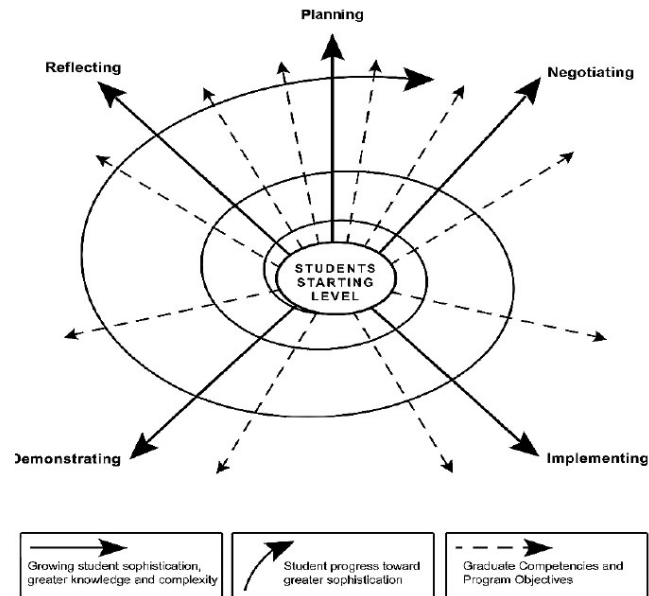 Planning
Reflecting
Negotiating
STUDENTS
STARTING
LEVEL
Demonstrating
Implementing
Growing student sophistication,
greater knowledge and complexity
Student progress toward
greater sophistication
Graduate Competencies and
Program Objectives